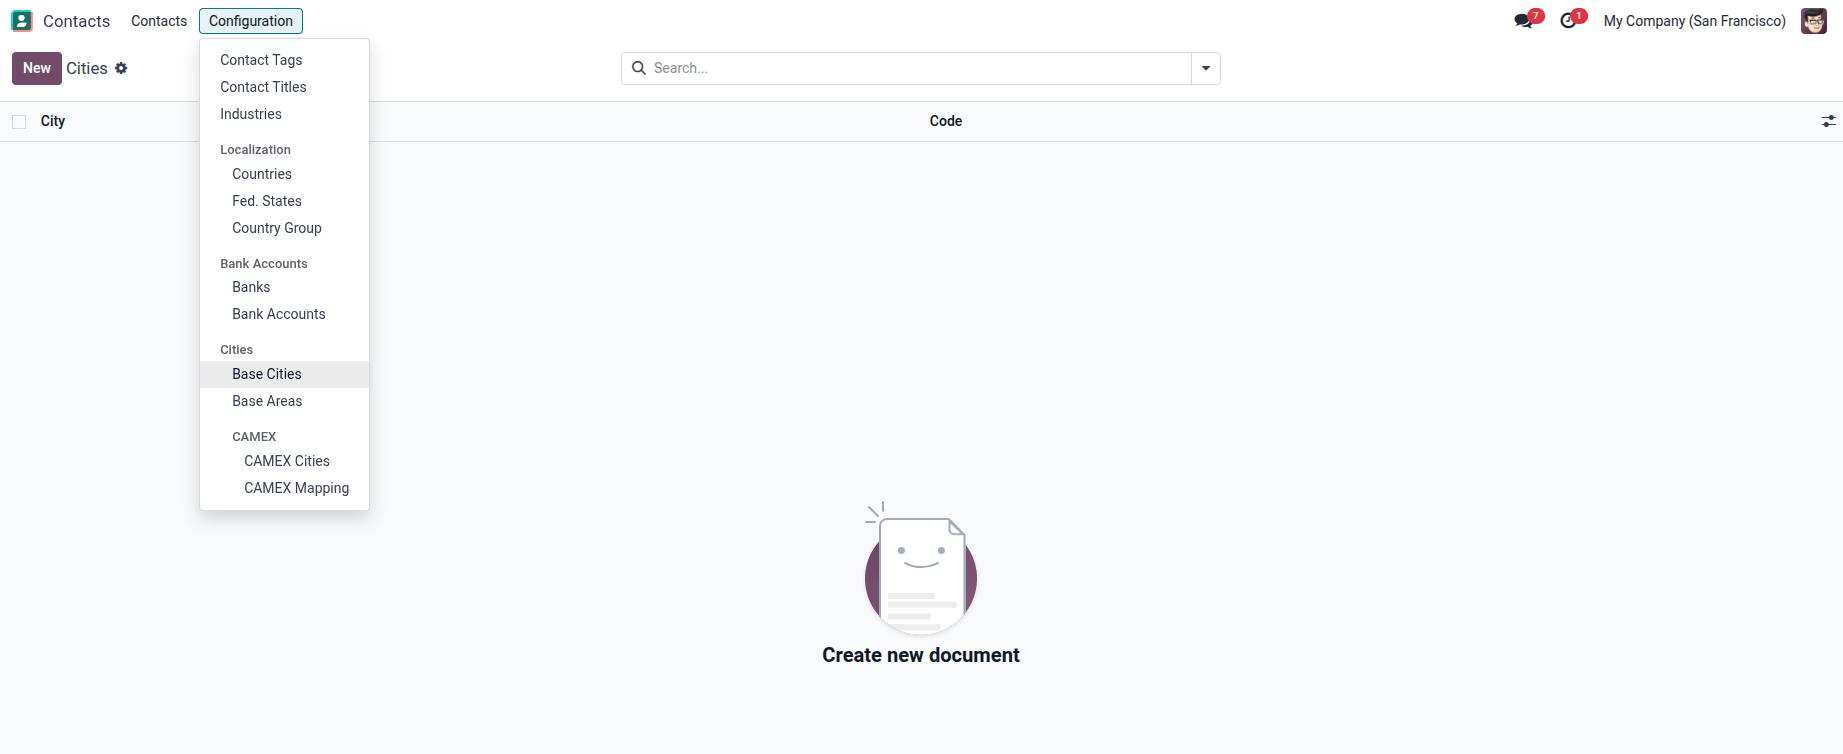 Contacts Contacts Configuration 7 1 My Company (San Francisco)
New Cities Search...
City Code
Contact Tags
Contact Titles
Industries
Localization
Countries
Fed. States
Country Group
Bank Accounts
Banks
Bank Accounts
Cities
Base Cities
Base Areas
CAMEX
CAMEX Cities
CAMEX Mapping
Create new document